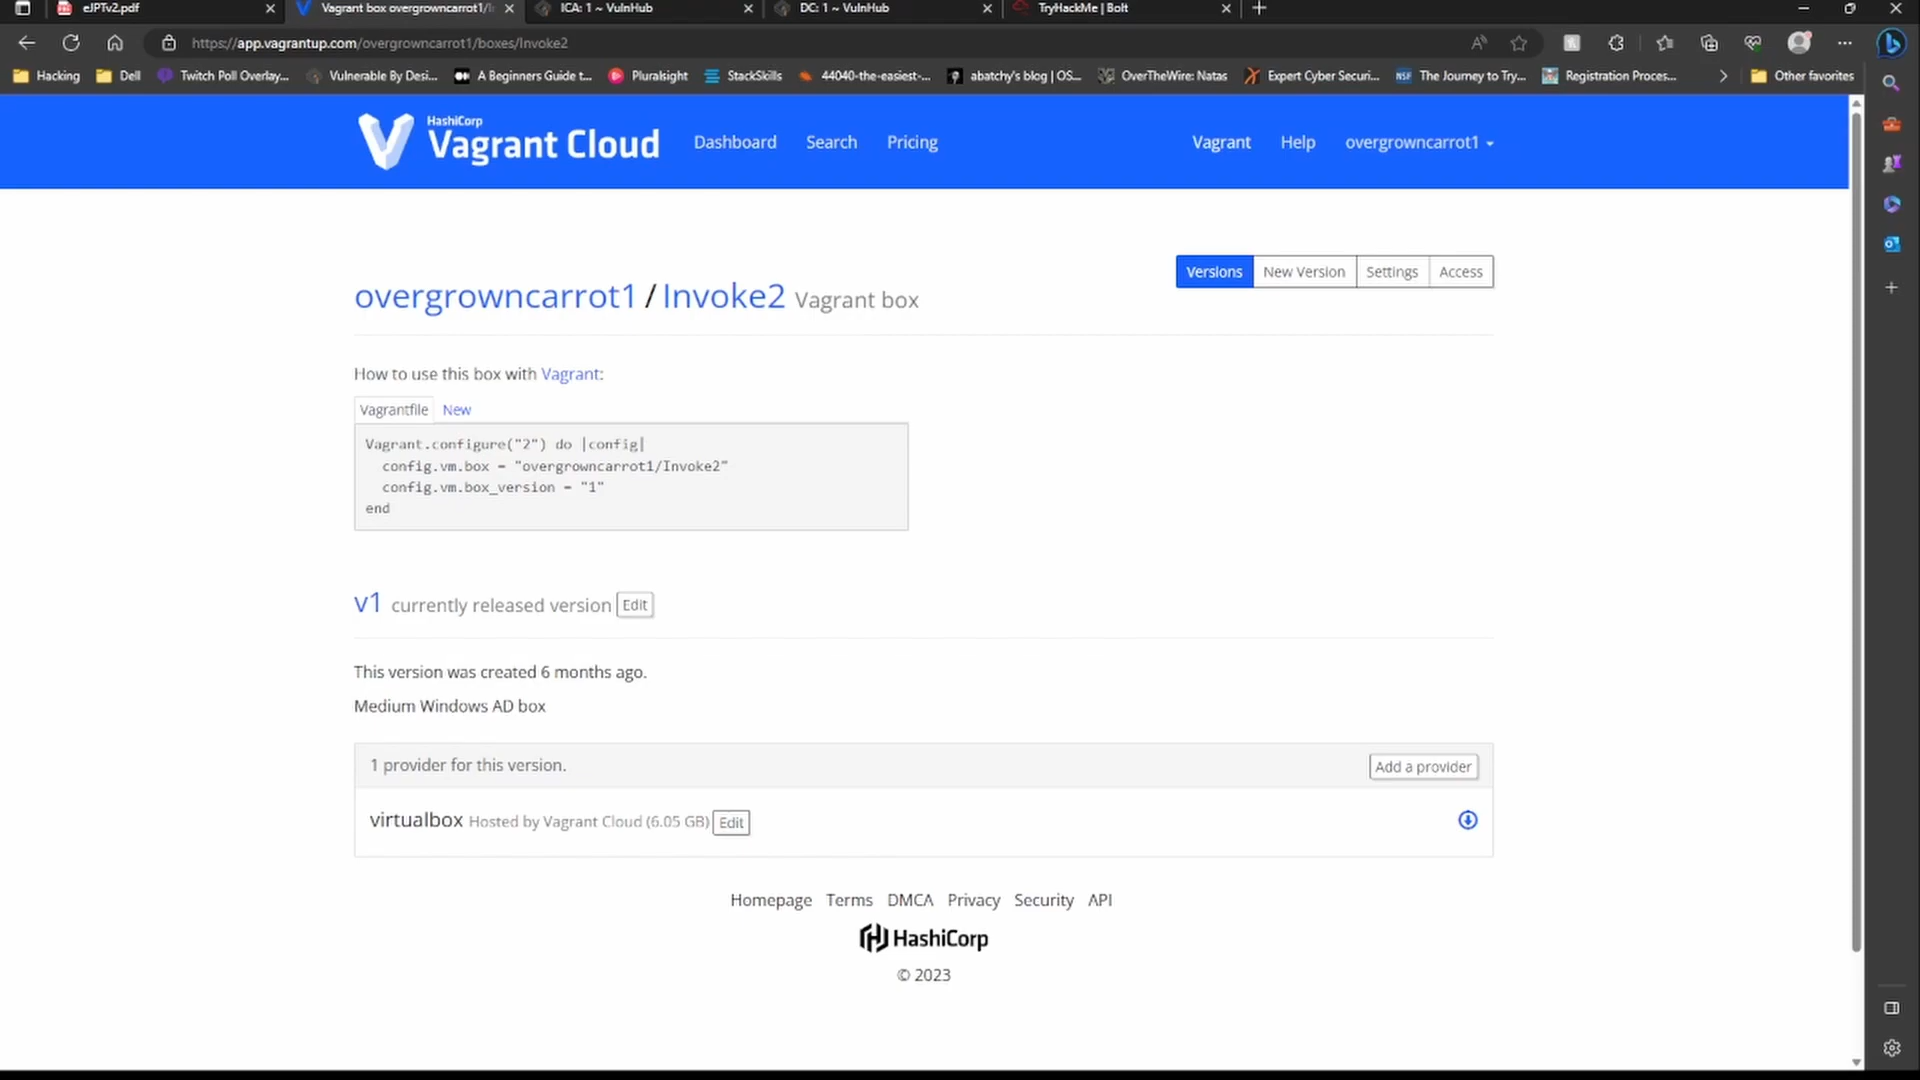 eJPTv2.pdf
Vagrant box overgrowncarrot1/I
ICA: 1 ~ VulnHub
DC: 1 ~ VulnHub
TryHackMe | Bolt
https://app.vagrantup.com/overgrowncarrot1/boxes/Invoke2
Hacking
Dell
Twitch Poll Overlay...
Vulnerable By Desi...
A Beginners Guide t...
Pluralsight
StackSkills
44040-the-easiest-...
abatchy's blog | OS...
OverTheWire: Natas
Expert Cyber Securi...
The Journey to Try...
Registration Proces...
Other favorites
HashiCorp
Vagrant Cloud
Dashboard
Search
Pricing
Vagrant
Help
overgrowncarrot1
Versions
New Version
Settings
Access
overgrowncarrot1 / Invoke2 Vagrant box
How to use this box with Vagrant:
Vagrantfile
New
Vagrant.configure("2") do |config|
config.vm.box = "overgrowncarrot1/Invoke2"
config.vm.box_version = "1"
end
v1 currently released version Edit
This version was created 6 months ago.
Medium Windows AD box
1 provider for this version.
Add a provider
virtualbox Hosted by Vagrant Cloud (6.05 GB) Edit
Homepage Terms DMCA Privacy Security API
HashiCorp
© 2023